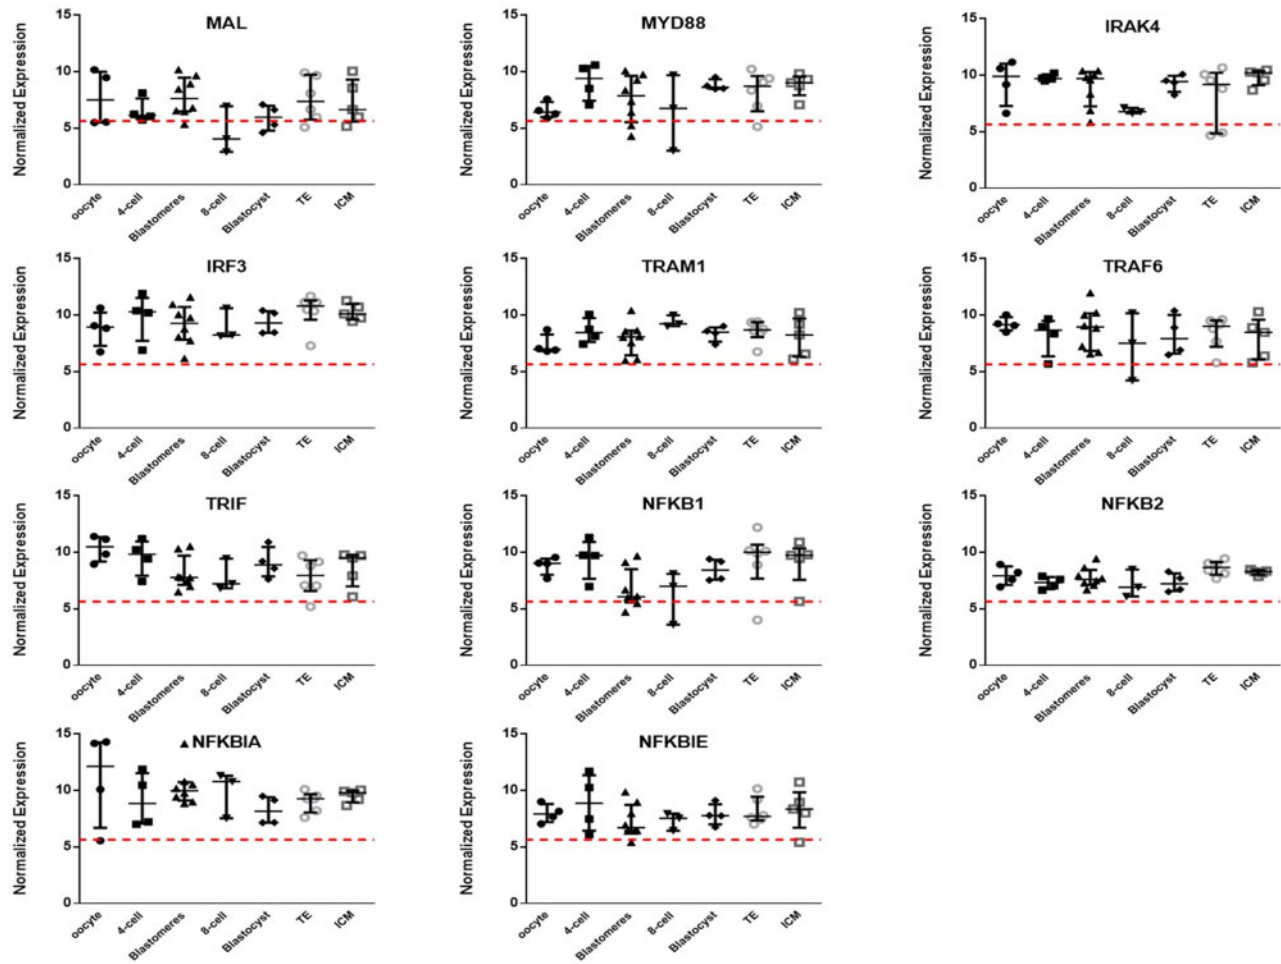 MAL
Normalized Expression
15
10
5
0
oocyte
4-cell
Blastomeres
8-cell
Blastocyst
TE
ICM
MYD88
Normalized Expression
15
10
5
0
oocyte
4-cell
Blastomeres
8-cell
Blastocyst
TE
ICM
IRAK4
Normalized Expression
15
10
5
0
oocyte
4-cell
Blastomeres
8-cell
Blastocyst
TE
ICM
IRF3
Normalized Expression
15
10
5
0
oocyte
4-cell
Blastomeres
8-cell
Blastocyst
TE
ICM
TRAM1
Normalized Expression
15
10
5
0
oocyte
4-cell
Blastomeres
8-cell
Blastocyst
TE
ICM
TRAF6
Normalized Expression
15
10
5
0
oocyte
4-cell
Blastomeres
8-cell
Blastocyst
TE
ICM
TRIF
Normalized Expression
15
10
5
0
oocyte
4-cell
Blastomeres
8-cell
Blastocyst
TE
ICM
NFKB1
Normalized Expression
15
10
5
0
oocyte
4-cell
Blastomeres
8-cell
Blastocyst
TE
ICM
NFKB2
Normalized Expression
15
10
5
0
oocyte
4-cell
Blastomeres
8-cell
Blastocyst
TE
ICM
NFKBIA
Normalized Expression
15
10
5
0
oocyte
4-cell
Blastomeres
8-cell
Blastocyst
TE
ICM
NFKBIE
Normalized Expression
15
10
5
0
oocyte
4-cell
Blastomeres
8-cell
Blastocyst
TE
ICM